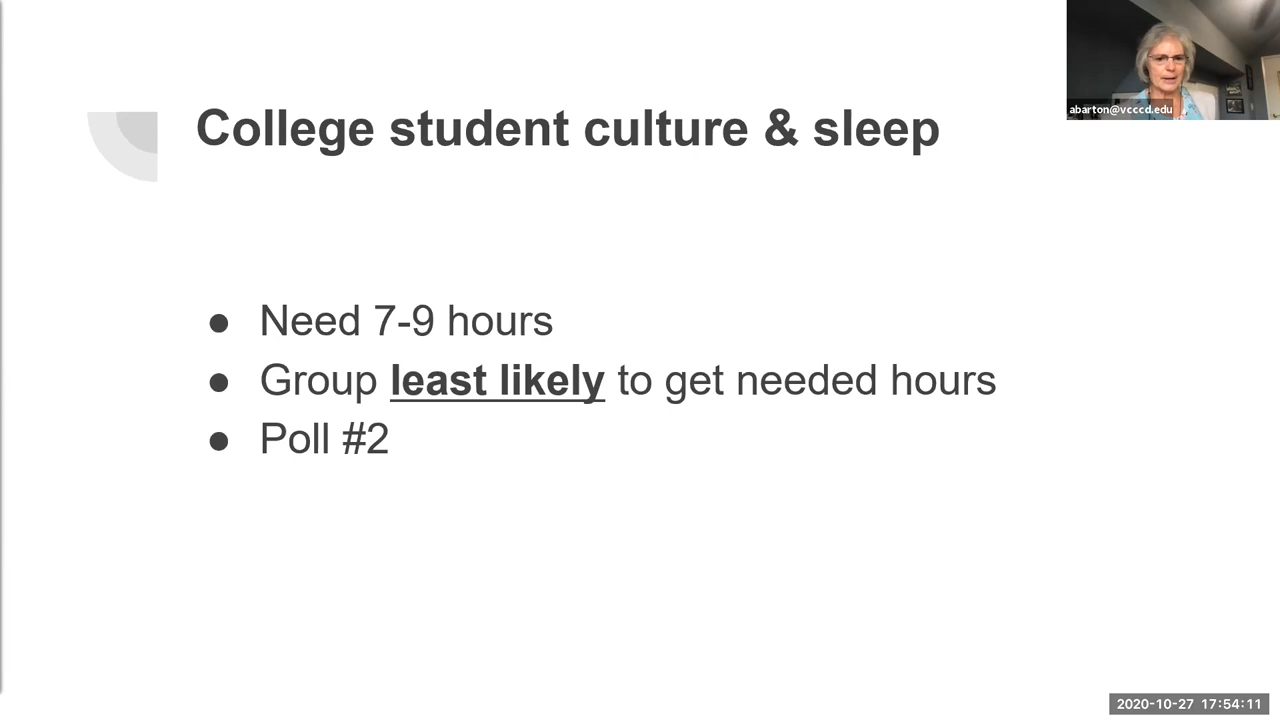 College student culture & sleep
abarton@vcccd.edu
● Need 7-9 hours
● Group least likely to get needed hours
● Poll #2
2020-10-27 17:54:11